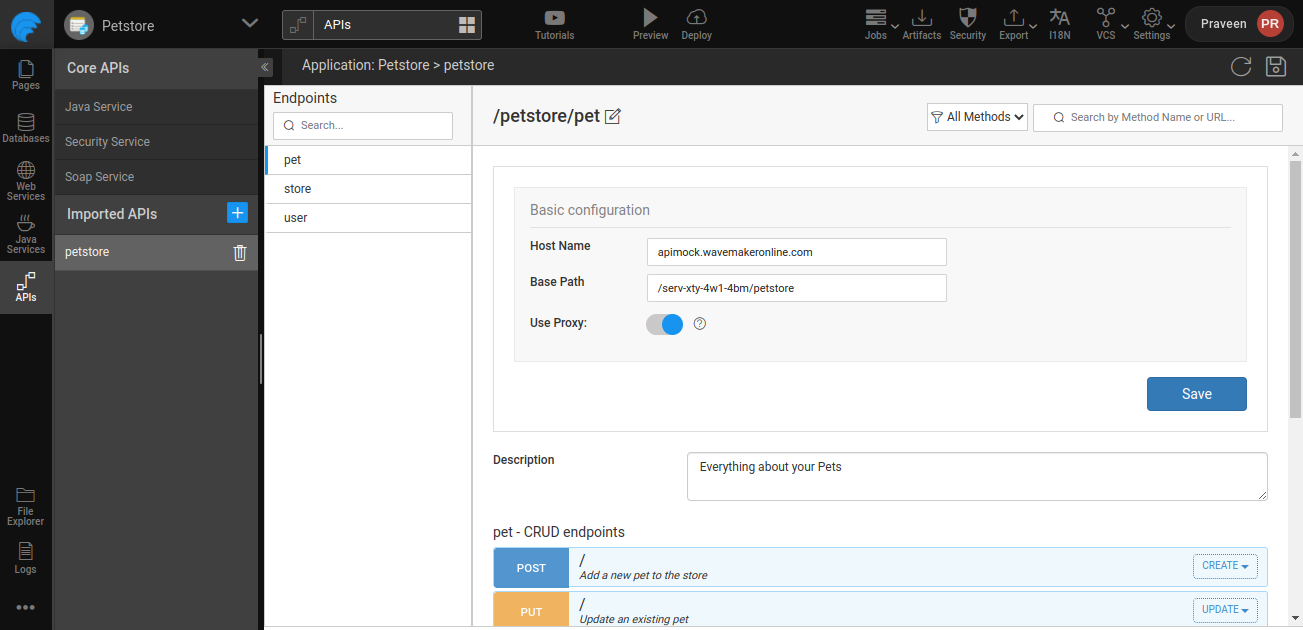 Petstore
APIs
Tutorials
Preview
Deploy
Jobs
Artifacts
Security
Export
I18N
VCS
Settings
Praveen
PR
Pages
Databases
Web
Services
Java
Services
APIs
File
Explorer
Logs
Core APIs
Java Service
Security Service
Soap Service
Imported APIs
petstore
Application: Petstore > petstore
Endpoints
Search...
pet
store
user
/petstore/pet
All Methods
Search by Method Name or URL...
Basic configuration
Host Name
apimock.wavemakeronline.com
Base Path
/serv-xty-4w1-4bm/petstore
Use Proxy:
Save
Description
Everything about your Pets
pet - CRUD endpoints
POST
/
Add a new pet to the store
CREATE
PUT
/
Update an existing pet
UPDATE